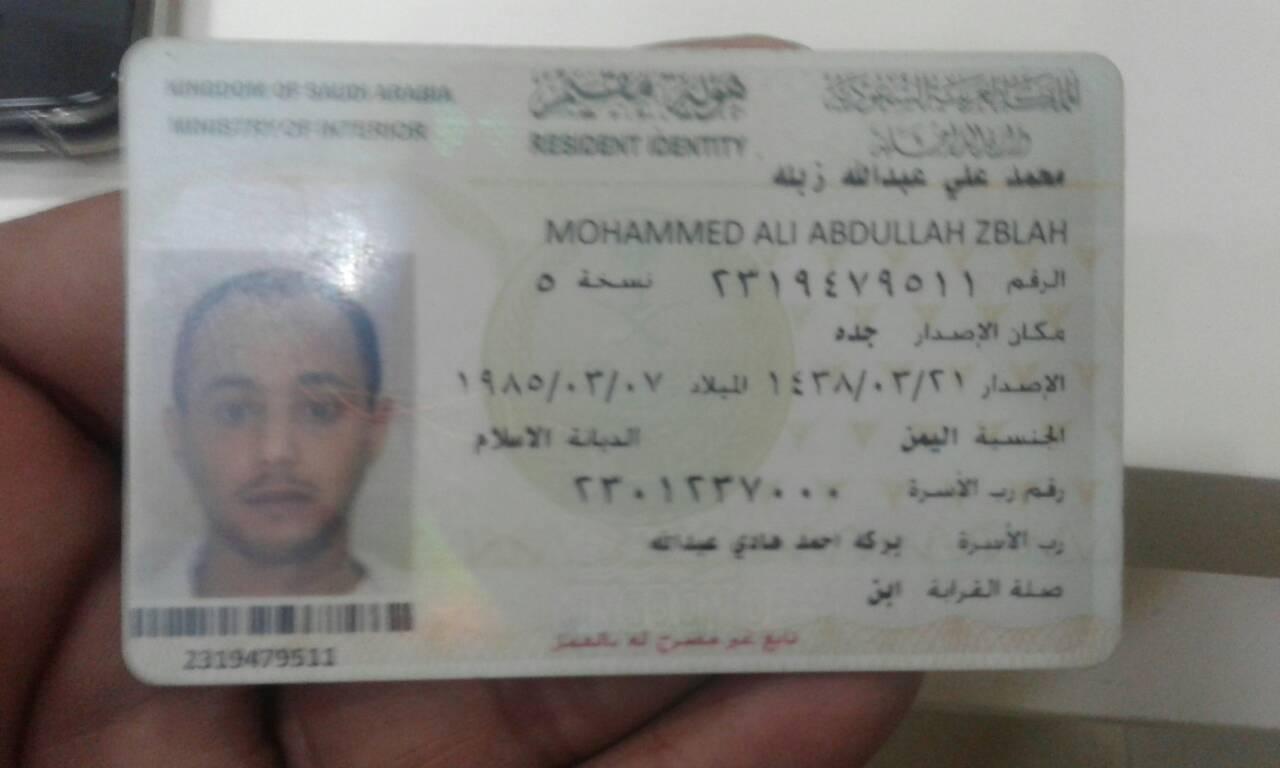 KINGDOM OF SAUDI ARABIA
MINISTRY OF INTERIOR
هوية مقيم
RESIDENT IDENTITY
المملكة العربية السعودية
وزارة الداخلية
محمد علي عبدالله زبله
MOHAMMED ALI ABDULLAH ZBLAH
الرقم ٢٣١٩٤٧٩٥١١ نسخة ٥
مكان الإصدار جده
الإصدار ١٤٣٨/٠٣/٢١ الميلاد ١٩٨٥/٠٣/٠٧
الجنسية اليمن الديانة الاسلام
رقم رب الأسرة ٢٣٠١٢٣٧٠٠٠
رب الأسرة بركه احمد هادي عبدالله
صلة القرابة ابن
تابع غير مصرح له بالعمل
2319479511